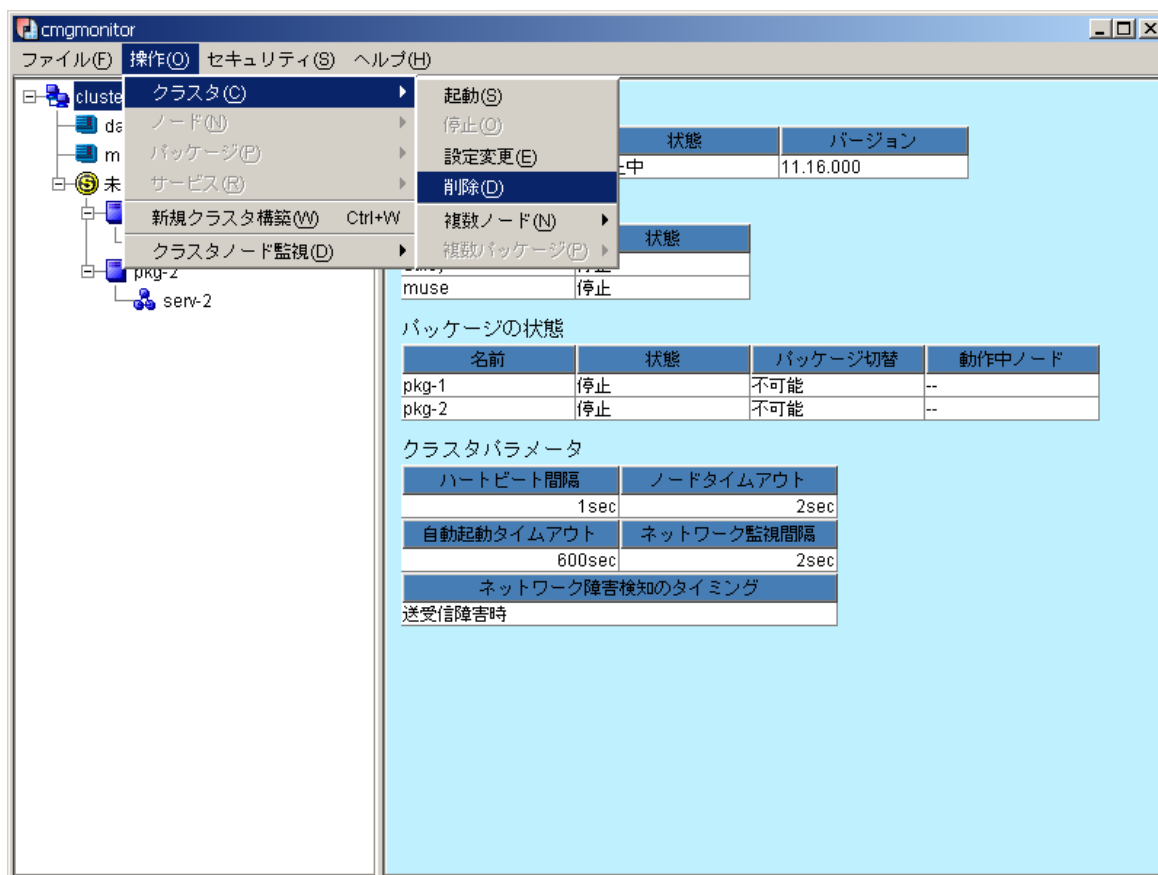 cmgmonitor
ファイル(F) 操作(O) セキュリティ(S) ヘルプ(H)
クラスタ(C)
ノード(N)
パッケージ(P)
サービス(R)
新規クラスタ構築(W) Ctrl+W
クラスタノード監視(D)
起動(S)
停止(O)
設定変更(E)
削除(D)
複数ノード(N)
複数パッケージ(P)
cluste
da
m
未
pkg-2
serv-2
状態 バージョン
上中 11.16.000
状態
停止
muse 停止
パッケージの状態
名前 状態 パッケージ切替 動作中ノード
pkg-1 停止 不可能 --
pkg-2 停止 不可能 --
クラスタパラメータ
ハートビート間隔 ノードタイムアウト
1sec 2sec
自動起動タイムアウト ネットワーク監視間隔
600sec 2sec
ネットワーク障害検知のタイミング
送受信障害時